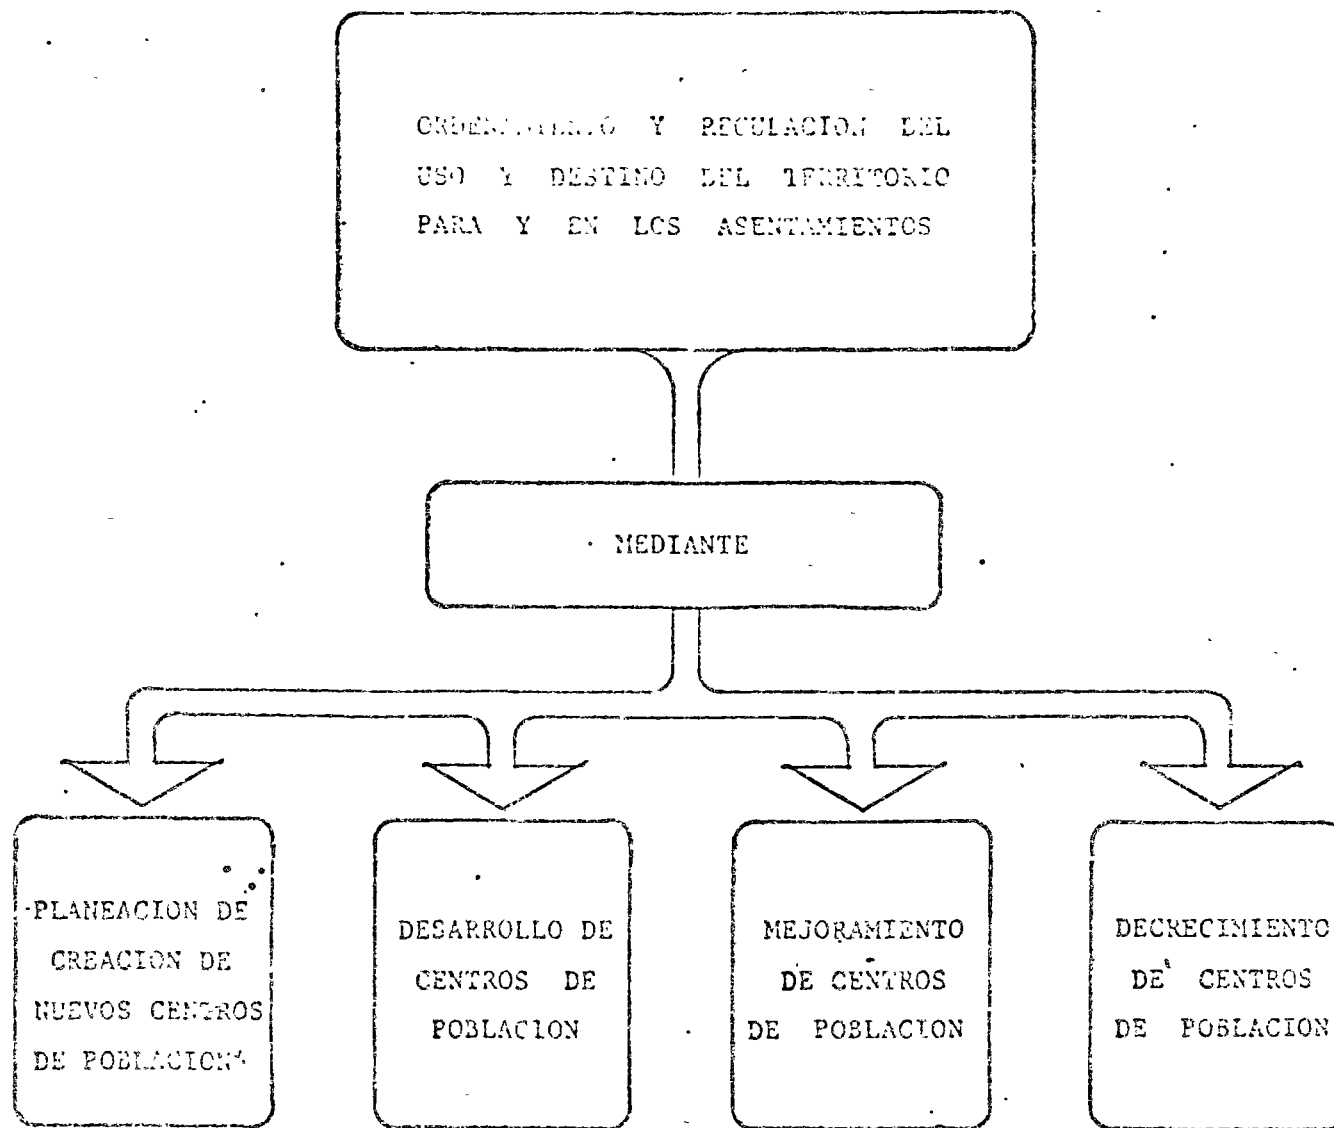 ORDENAMIENTO Y REGULACION DEL
USO Y DESTINO DEL TERRITORIO
PARA Y EN LOS ASENTAMIENTOS
MEDIANTE
PLANEACION DE
CREACION DE
NUEVOS CENTROS
DE POBLACION
DESARROLLO DE
CENTROS DE
POBLACION
MEJORAMIENTO
DE CENTROS
DE POBLACION
DECRECIMIENTO
DE CENTROS
DE POBLACION